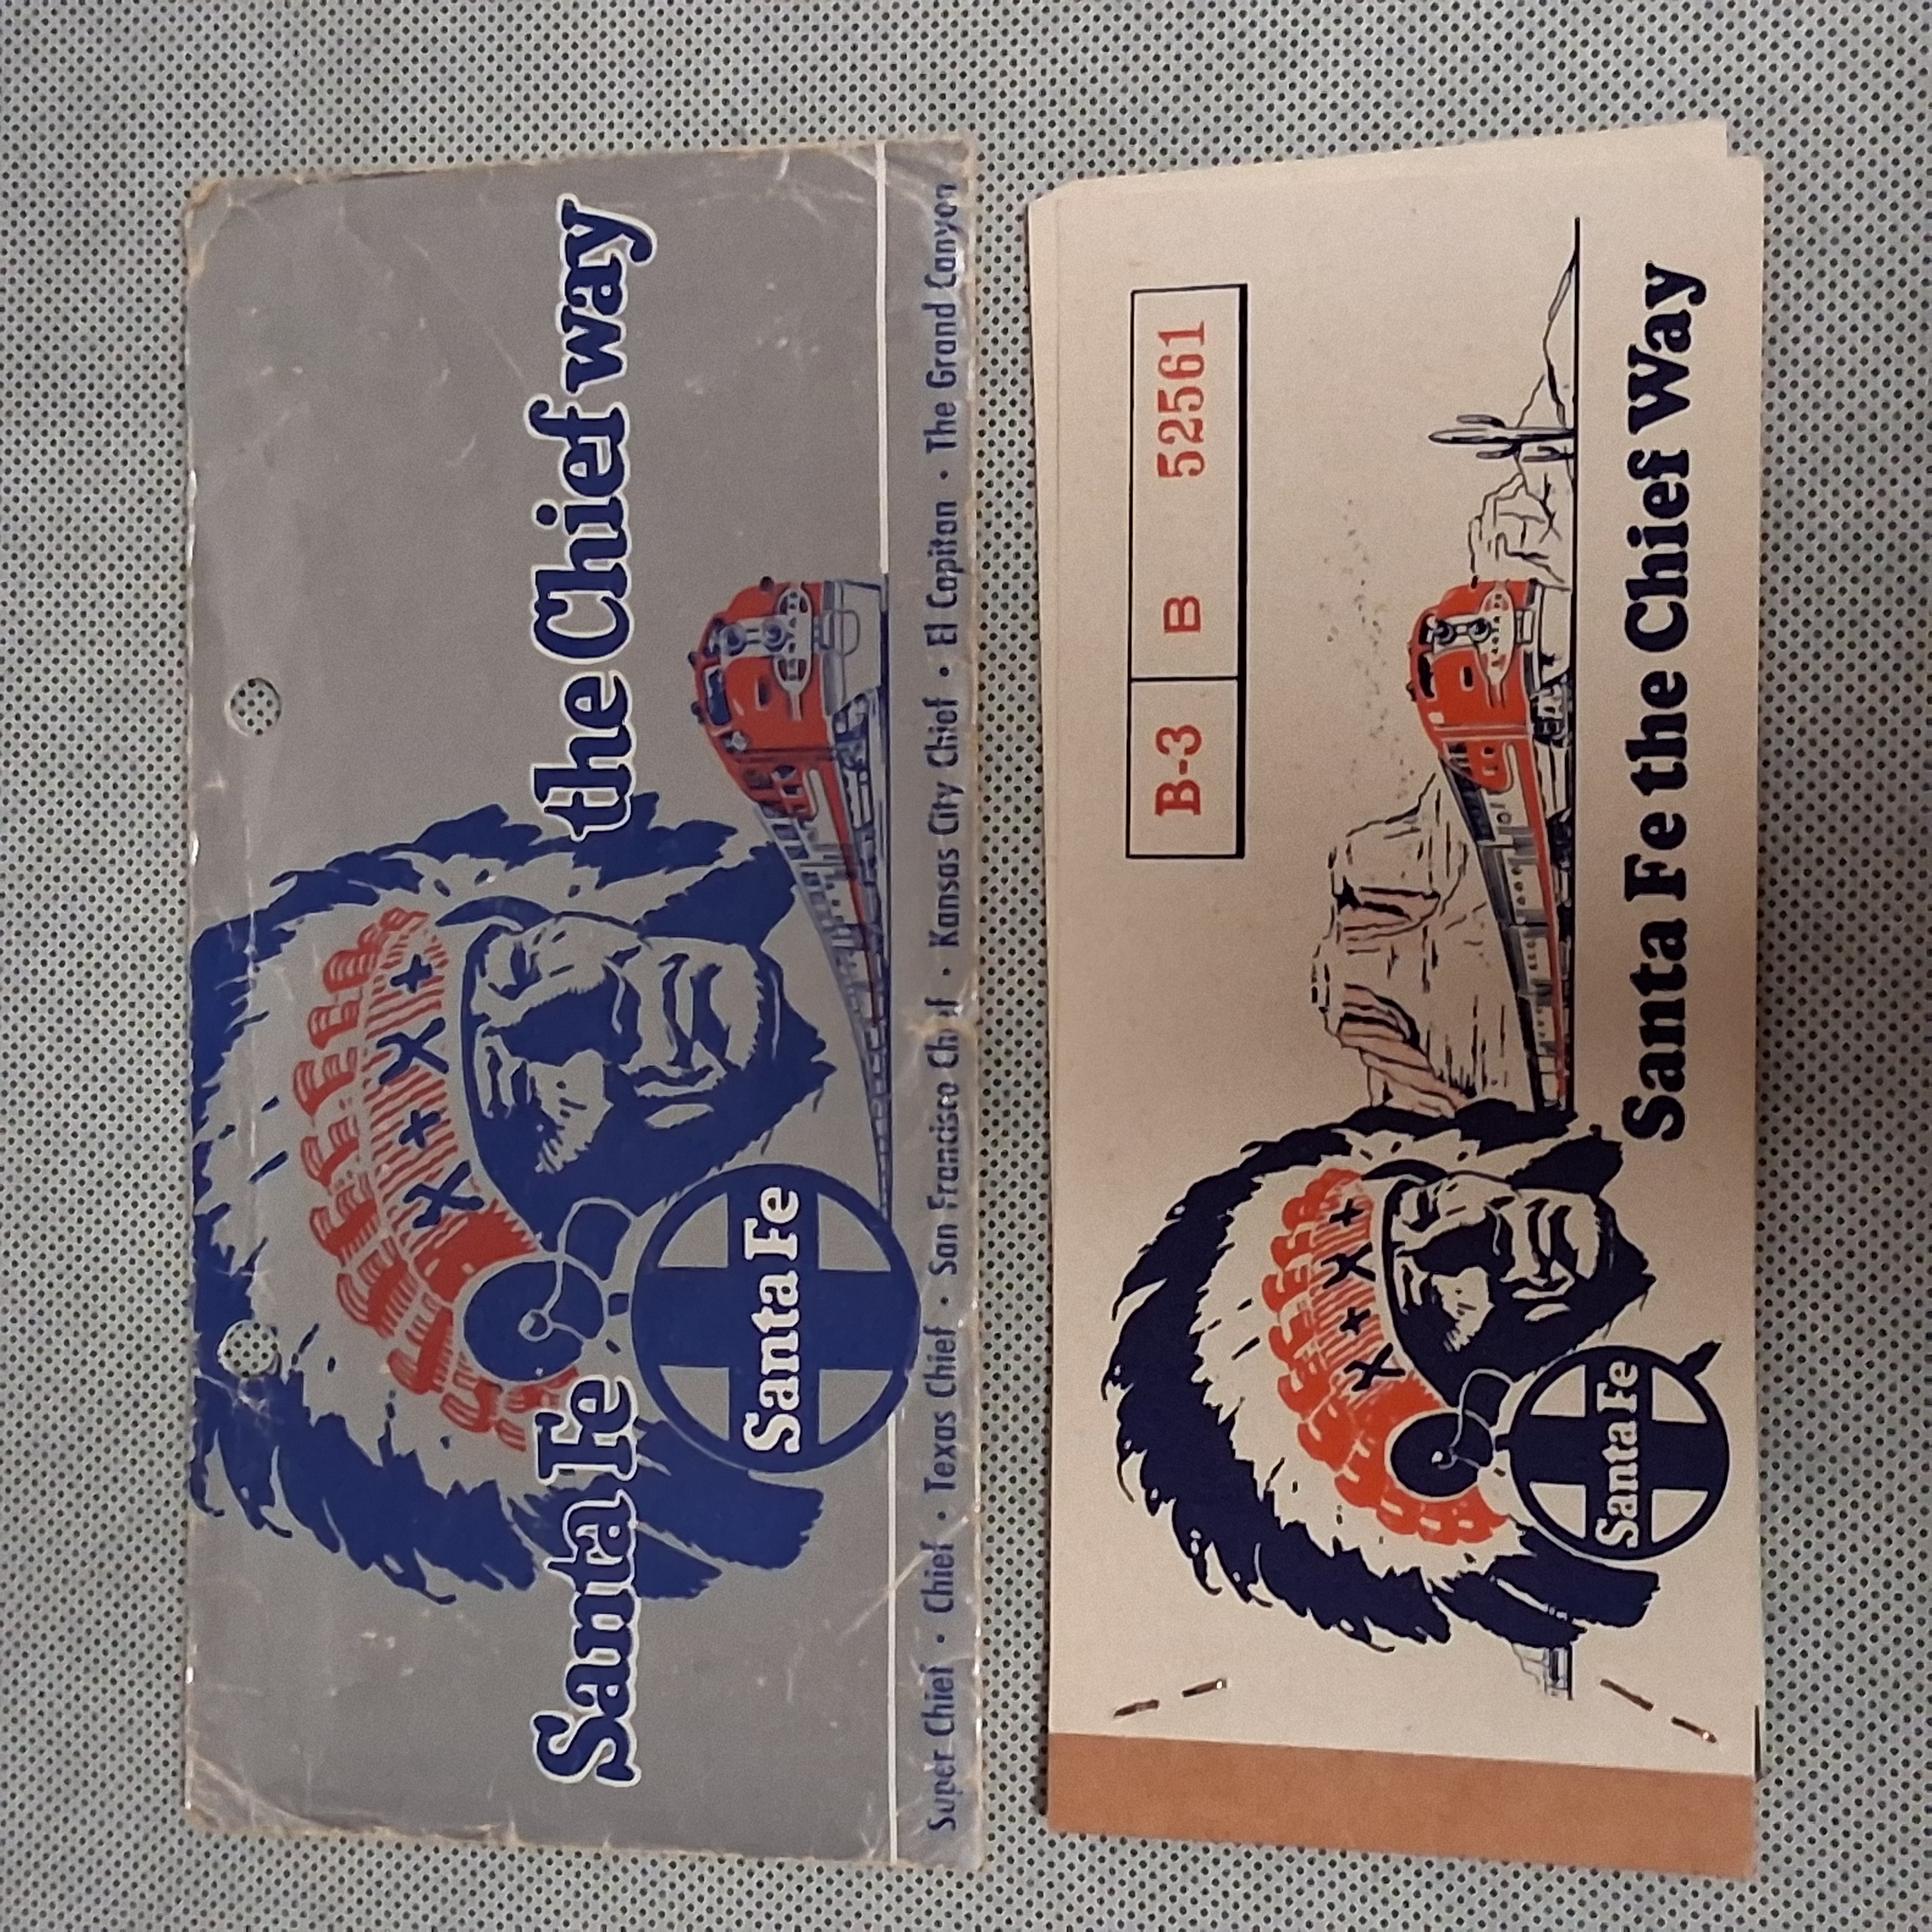 Santa Fe the Chief way
Santa Fe
Super Chief • Chief • Texas Chief • San Francisco Chief • Kansas City Chief • El Capitan • The Grand Canyon
B-3 B 52561
Santa Fe
Santa Fe the Chief Way